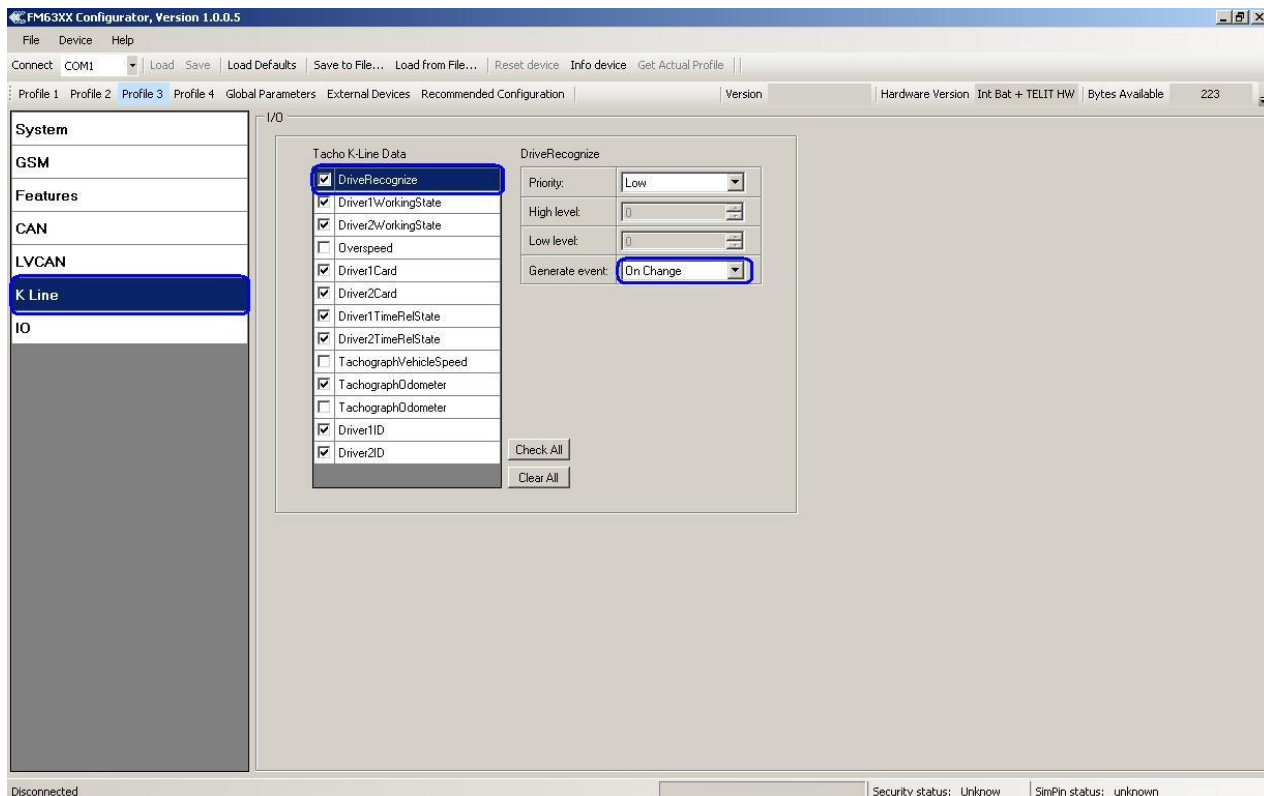 FM63XX Configurator, Version 1.0.0.5
File Device Help
Connect COM1 Load Save Load Defaults Save to File... Load from File... Reset device Info device Get Actual Profile
Profile 1 Profile 2 Profile 3 Profile 4 Global Parameters External Devices Recommended Configuration Version Hardware Version Int Bat + TELIT HW Bytes Available 223
System
GSM
Features
CAN
LVCAN
K Line
IO
I/O
Tacho K-Line Data
DriveRecognize
Driver1WorkingState
Driver2WorkingState
Overspeed
Driver1Card
Driver2Card
Driver1TimeRelState
Driver2TimeRelState
TachographVehicleSpeed
TachographOdometer
TachographOdometer
Driver1ID
Driver2ID
DriveRecognize
Priority: Low
High level: 0
Low level: 0
Generate event: On Change
Check All
Clear All
Disconnected Security status: Unknow SimPin status: unknown